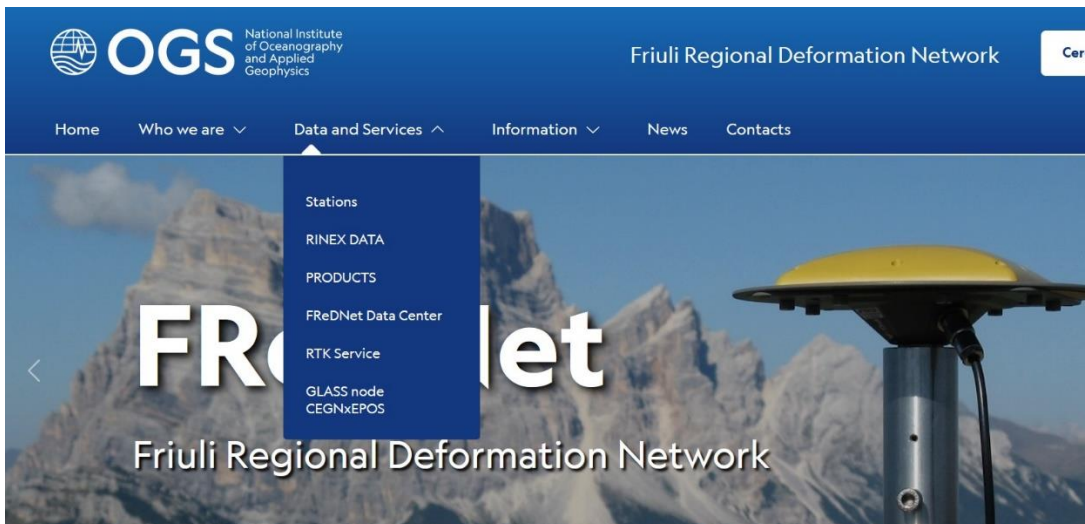 OGS
National Institute
of Oceanography
and Applied
Geophysics
Friuli Regional Deformation Network
Home
Who we are
Data and Services
Information
News
Contacts
Stations
RINEX DATA
PRODUCTS
FReDNet Data Center
RTK Service
GLASS node
CEGNxEPOS
Friuli Regional Deformation Network